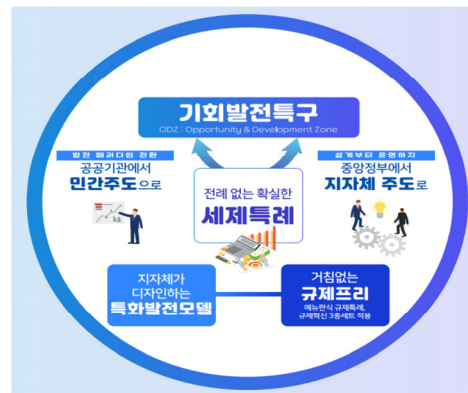 기회발전특구
ODZ : Opportunity & Development Zone
발전 패러다임 전환
공공기관에서
민간주도으로
설계부터 운영까지
중앙정부에서
지자체 주도로
전례 없는 확실한
세제특례
지자체가
디자인하는
특화발전모델
거침없는
규제프리
메뉴판식 규제특례,
규제혁신 3종세트 적용